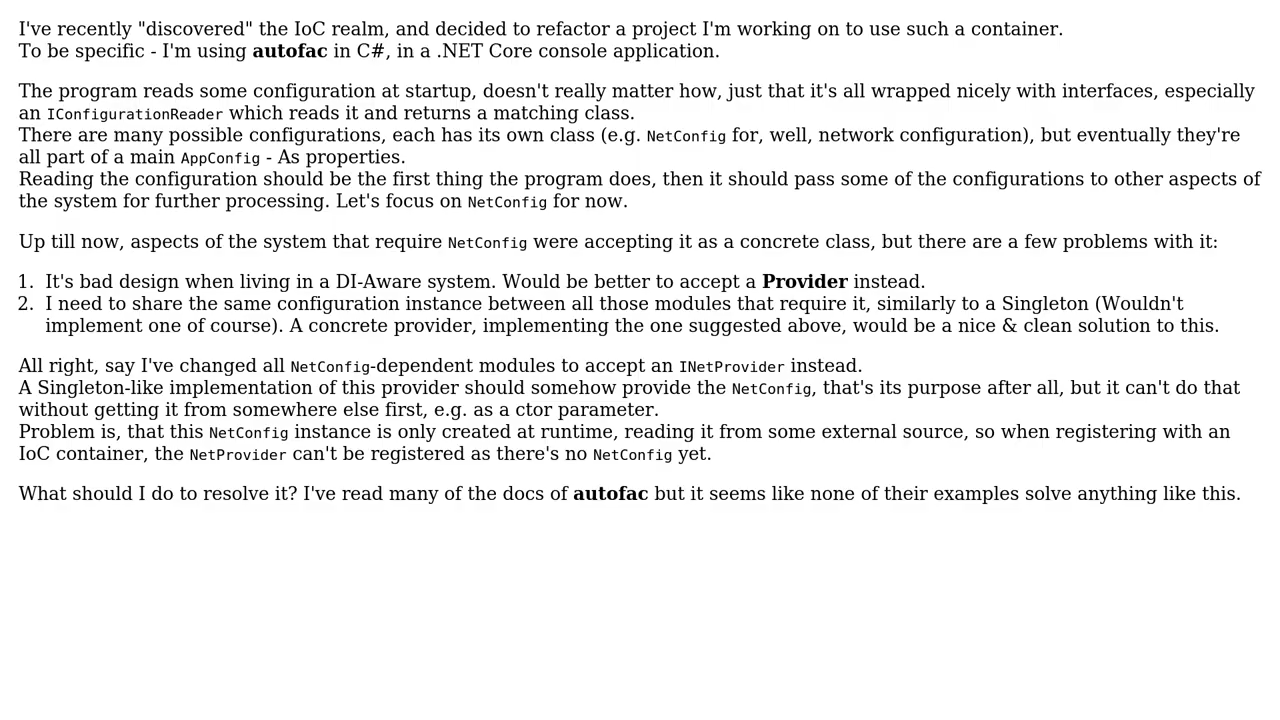 I've recently "discovered" the IoC realm, and decided to refactor a project I'm working on to use such a container.
To be specific - I'm using autofac in C#, in a .NET Core console application.
The program reads some configuration at startup, doesn't really matter how, just that it's all wrapped nicely with interfaces, especially
an IConfigurationReader which reads it and returns a matching class.
There are many possible configurations, each has its own class (e.g. NetConfig for, well, network configuration), but eventually they're
all part of a main AppConfig - As properties.
Reading the configuration should be the first thing the program does, then it should pass some of the configurations to other aspects of
the system for further processing. Let's focus on NetConfig for now.
Up till now, aspects of the system that require NetConfig were accepting it as a concrete class, but there are a few problems with it:
1. It's bad design when living in a DI-Aware system. Would be better to accept a Provider instead.
2. I need to share the same configuration instance between all those modules that require it, similarly to a Singleton (Wouldn't
implement one of course). A concrete provider, implementing the one suggested above, would be a nice & clean solution to this.
All right, say I've changed all NetConfig-dependent modules to accept an INetProvider instead.
A Singleton-like implementation of this provider should somehow provide the NetConfig, that's its purpose after all, but it can't do that
without getting it from somewhere else first, e.g. as a ctor parameter.
Problem is, that this NetConfig instance is only created at runtime, reading it from some external source, so when registering with an
IoC container, the NetProvider can't be registered as there's no NetConfig yet.
What should I do to resolve it? I've read many of the docs of autofac but it seems like none of their examples solve anything like this.